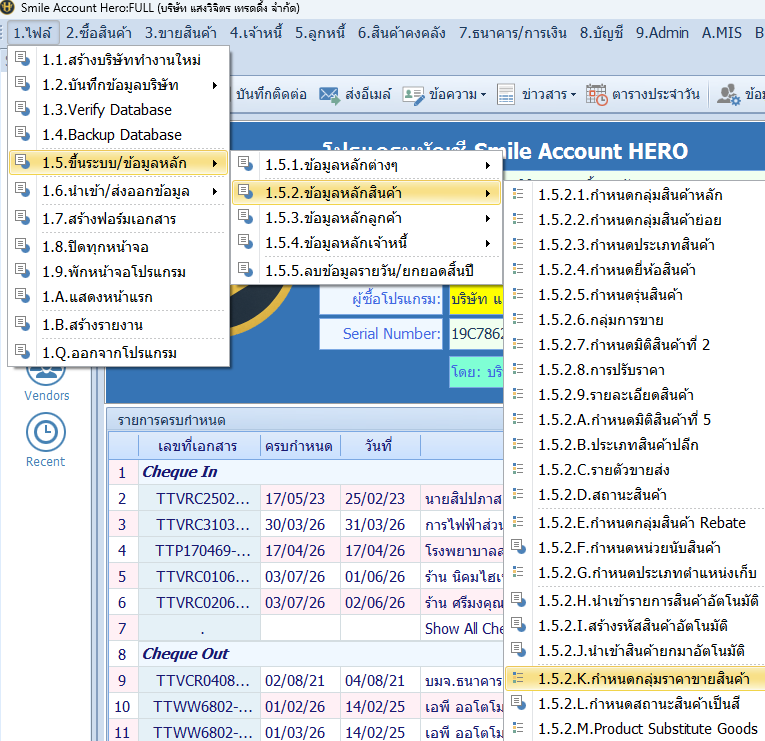 Smile Account Hero:FULL (บริษัท แสงวิจิตร เทรดดิ้ง จำกัด)
1.ไฟล์ 2.ซื้อสินค้า 3.ขายสินค้า 4.เจ้าหนี้ 5.ลูกหนี้ 6.สินค้าคงคลัง 7.ธนาคาร/การเงิน 8.บัญชี 9.Admin A.MIS B
บันทึกติดต่อ ส่งอีเมล์ ข้อความ ข่าวสาร ตารางประจำวัน
1.1.สร้างบริษัททำงานใหม่
1.2.บันทึกข้อมูลบริษัท
1.3.Verify Database
1.4.Backup Database
1.5.ขึ้นระบบ/ข้อมูลหลัก
1.6.นำเข้า/ส่งออกข้อมูล
1.7.สร้างฟอร์มเอกสาร
1.8.ปิดทุกหน้าจอ
1.9.พักหน้าจอโปรแกรม
1.A.แสดงหน้าแรก
1.B.สร้างรายงาน
1.Q.ออกจากโปรแกรม
Smile Account HERO
1.5.1.ข้อมูลหลักต่างๆ
1.5.2.ข้อมูลหลักสินค้า
1.5.3.ข้อมูลหลักลูกค้า
1.5.4.ข้อมูลหลักเจ้าหนี้
1.5.5.ลบข้อมูลรายวัน/ยกยอดสิ้นปี
ผู้ซื้อโปรแกรม: บริษัท แ
Serial Number: 19C7862
โดย: บริ
1.5.2.1.กำหนดกลุ่มสินค้าหลัก
1.5.2.2.กำหนดกลุ่มสินค้าย่อย
1.5.2.3.กำหนดประเภทสินค้า
1.5.2.4.กำหนดยี่ห้อสินค้า
1.5.2.5.กำหนดรุ่นสินค้า
1.5.2.6.กลุ่มการขาย
1.5.2.7.กำหนดมิติสินค้าที่ 2
1.5.2.8.การปรับราคา
1.5.2.9.รายละเอียดสินค้า
1.5.2.A.กำหนดมิติสินค้าที่ 5
1.5.2.B.ประเภทสินค้าปลีก
1.5.2.C.รายตัวขายส่ง
1.5.2.D.สถานะสินค้า
1.5.2.E.กำหนดกลุ่มสินค้า Rebate
1.5.2.F.กำหนดหน่วยนับสินค้า
1.5.2.G.กำหนดประเภทตำแหน่งเก็บ
1.5.2.H.นำเข้ารายการสินค้าอัตโนมัติ
1.5.2.I.สร้างรหัสสินค้าอัตโนมัติ
1.5.2.J.นำเข้าสินค้ายกมาอัตโนมัติ
1.5.2.K.กำหนดกลุ่มราคาขายสินค้า
1.5.2.L.กำหนดสถานะสินค้าเป็นสี
1.5.2.M.Product Substitute Goods
Vendors
Recent
รายการครบกำหนด
เลขที่เอกสาร ครบกำหนด วันที่
1 Cheque In
2 TTVRC2502... 17/05/23 25/02/23 นายสิปปภาส
3 TTVRC3103... 30/03/26 31/03/26 การไฟฟ้าส่วน
4 TTP170469-... 17/04/26 17/04/26 โรงพยาบาลส
5 TTVRC0106... 03/07/26 01/06/26 ร้าน นิคมไฮเ
6 TTVRC0206... 03/07/26 02/06/26 ร้าน ศรีมงคุณ
7 . Show All Che
8 Cheque Out
9 TTVCR0408... 02/08/21 04/08/21 บมจ.ธนาคาร
10 TTWW6802-... 01/02/26 14/02/25 เอพี ออโตโม
11 TTWW6802-... 01/03/26 14/02/25 เอพี ออโตโม